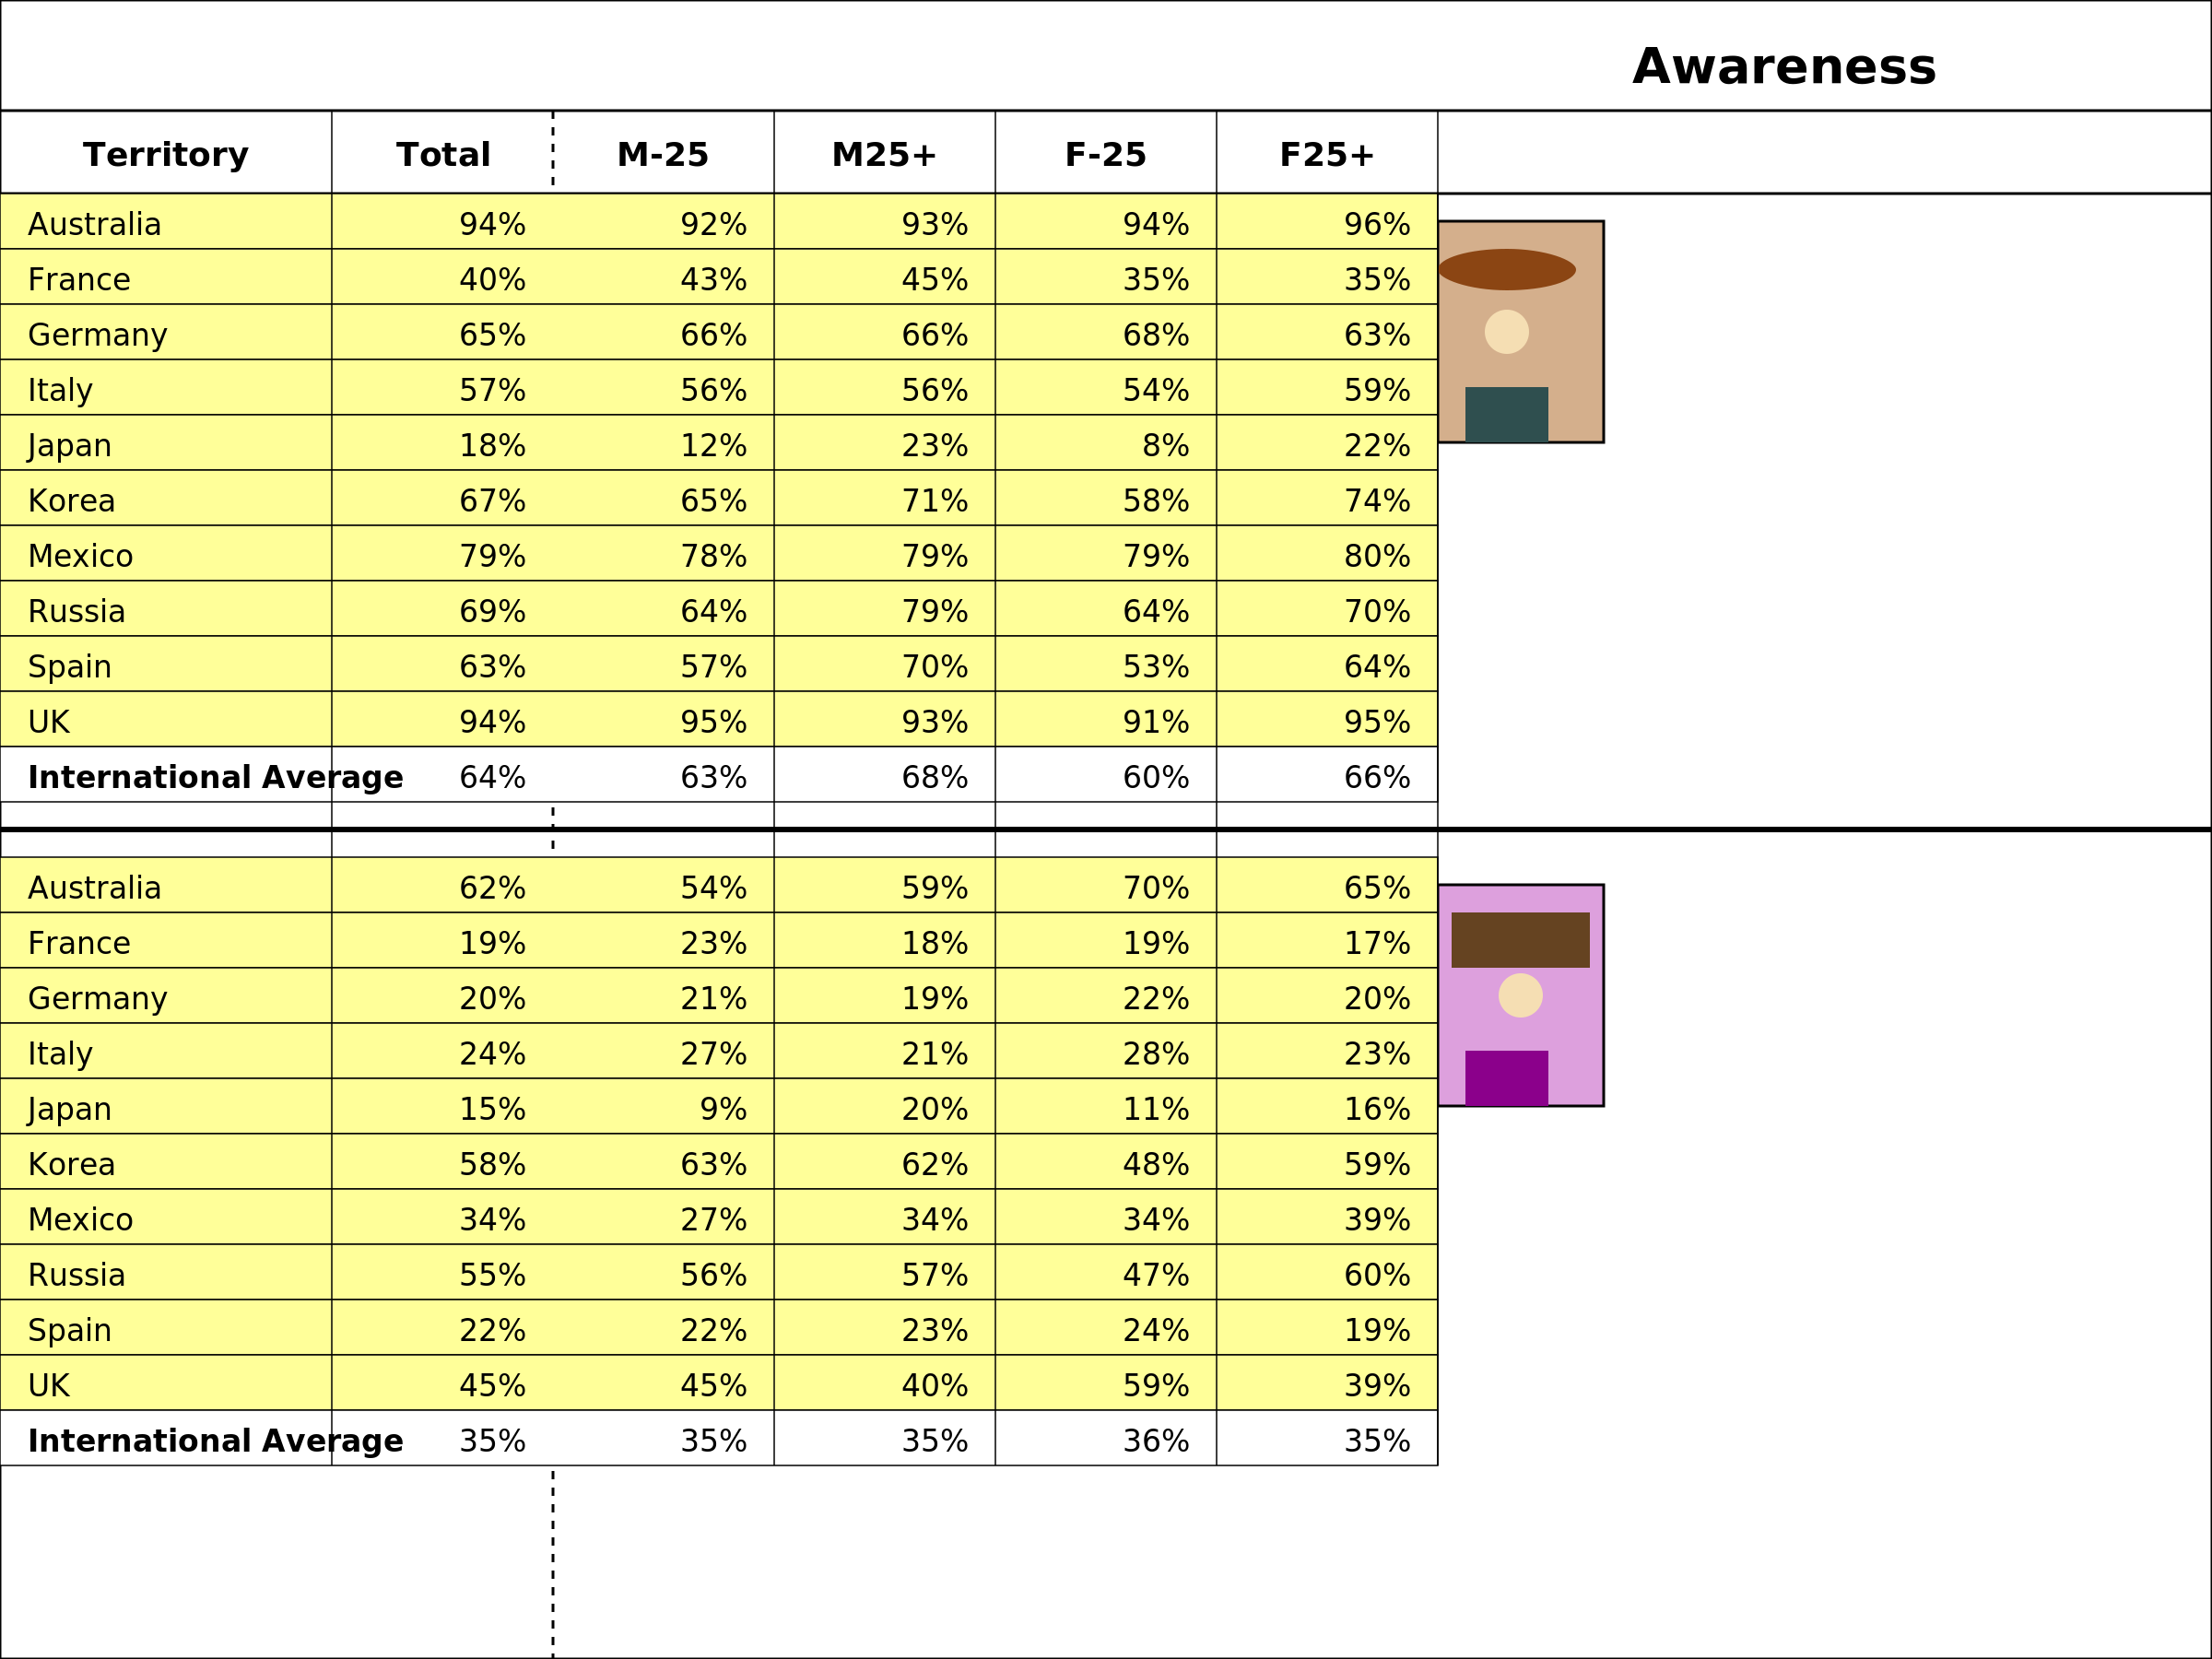 Awareness
Territory Total M-25 M25+ F-25 F25+
Australia 94% 92% 93% 94% 96%
France 40% 43% 45% 35% 35%
Germany 65% 66% 66% 68% 63%
Italy 57% 56% 56% 54% 59%
Japan 18% 12% 23% 8% 22%
Korea 67% 65% 71% 58% 74%
Mexico 79% 78% 79% 79% 80%
Russia 69% 64% 79% 64% 70%
Spain 63% 57% 70% 53% 64%
UK 94% 95% 93% 91% 95%
International Average 64% 63% 68% 60% 66%
Australia 62% 54% 59% 70% 65%
France 19% 23% 18% 19% 17%
Germany 20% 21% 19% 22% 20%
Italy 24% 27% 21% 28% 23%
Japan 15% 9% 20% 11% 16%
Korea 58% 63% 62% 48% 59%
Mexico 34% 27% 34% 34% 39%
Russia 55% 56% 57% 47% 60%
Spain 22% 22% 23% 24% 19%
UK 45% 45% 40% 59% 39%
International Average 35% 35% 35% 36% 35%